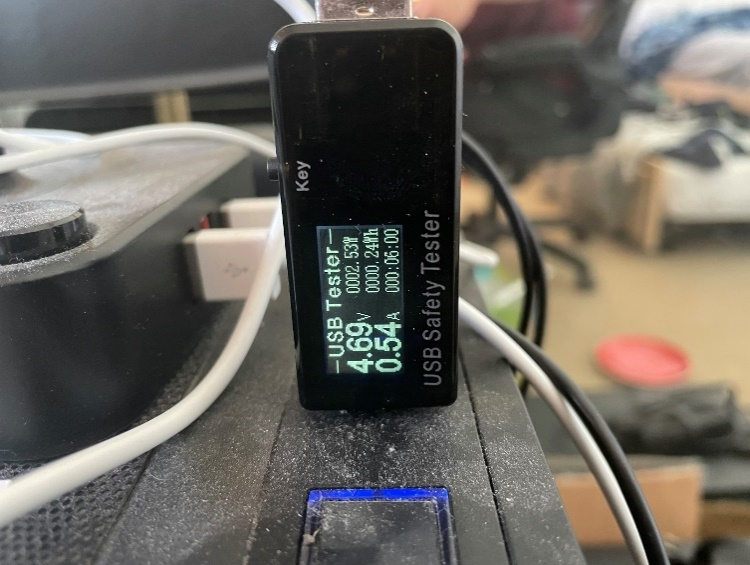 Key
—USB Tester—
4.69V 0002.53W
0.54A 0000.24Wh
000:06:00
USB Safety Tester